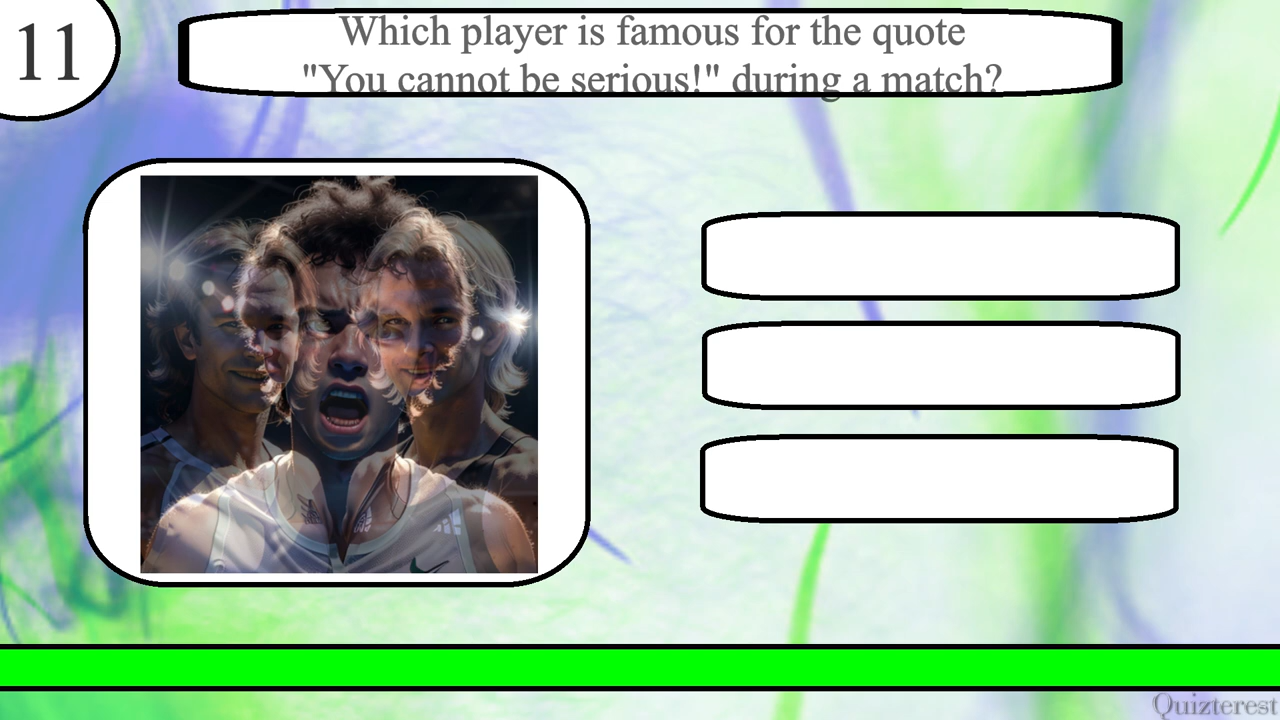 11
Which player is famous for the quote
"You cannot be serious!" during a match?
Quizterest